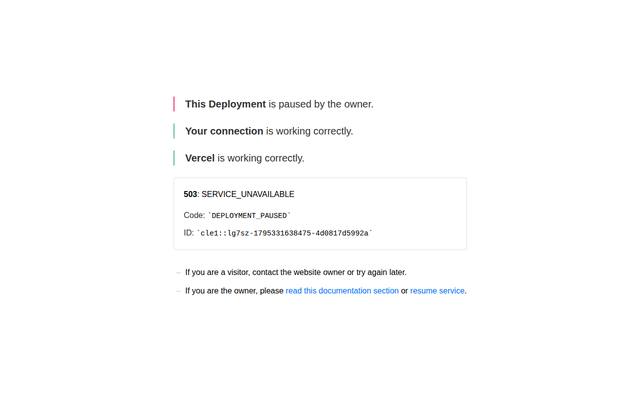 This Deployment is paused by the owner.
Your connection is working correctly.
Vercel is working correctly.
503: SERVICE_UNAVAILABLE
Code: `DEPLOYMENT_PAUSED`
ID: `cle1::lg7sz-1795331638475-4d0817d5992a`
→ If you are a visitor, contact the website owner or try again later.
→ If you are the owner, please read this documentation section or resume service.